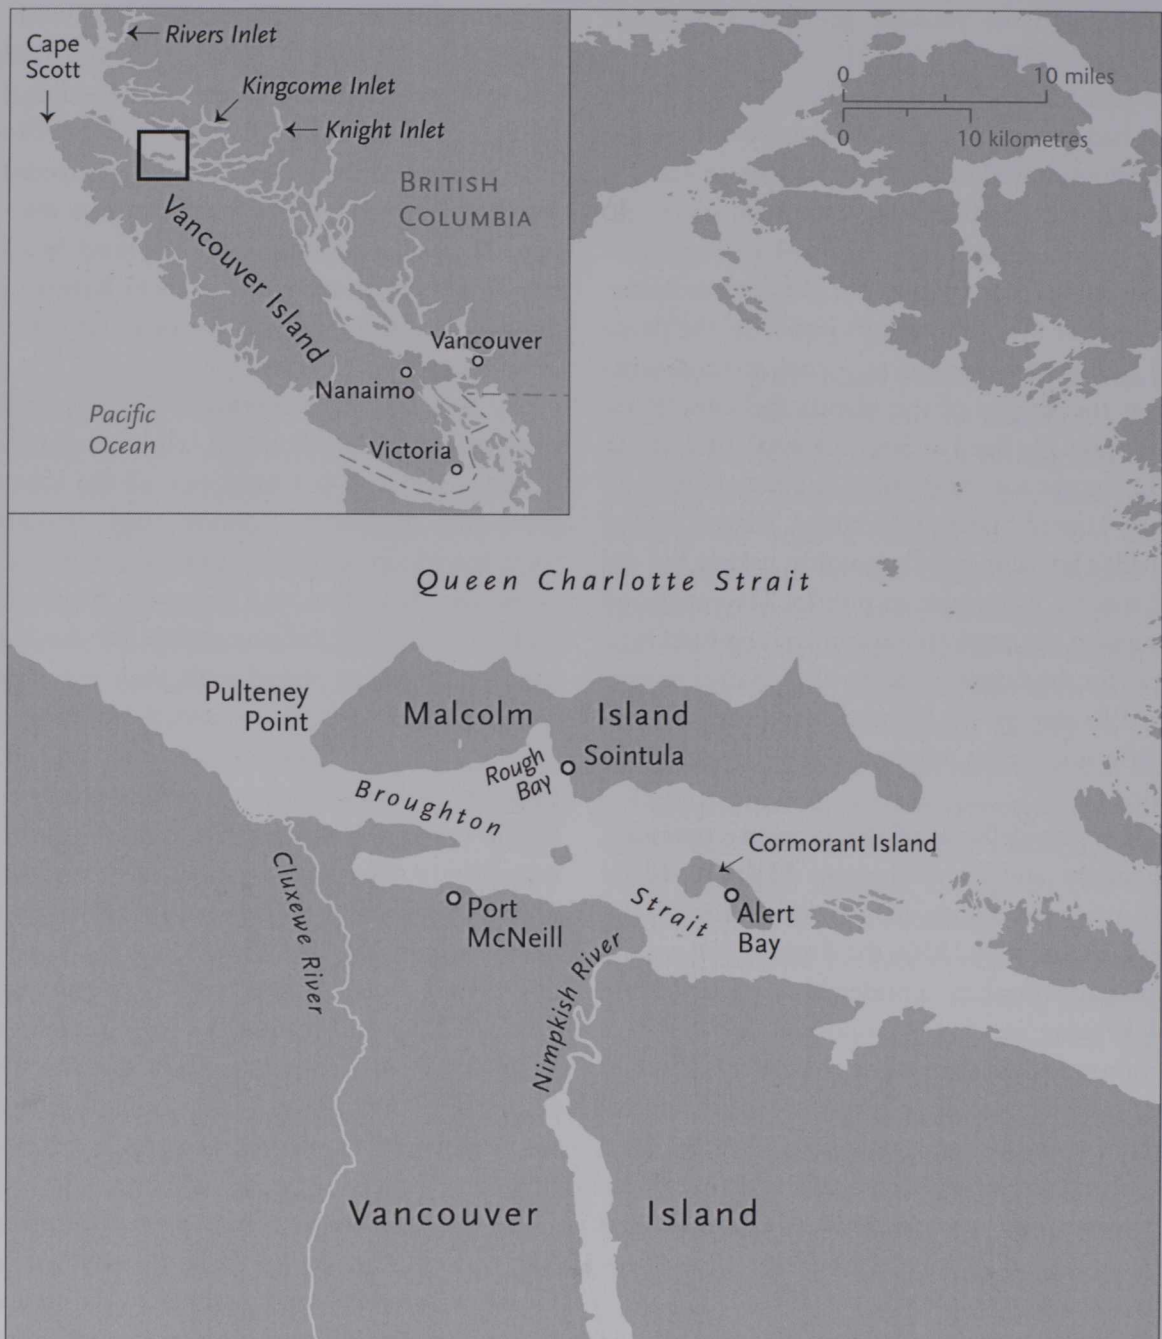 Rivers Inlet
Cape
Scott
Kingcome Inlet
Knight Inlet
BRITISH
COLUMBIA
Vancouver Island
Vancouver
Nanaimo
Pacific
Ocean
Victoria
0 10 miles
0 10 kilometres
Queen Charlotte Strait
Pulteney
Point
Malcolm Island
Rough
Bay
Sointula
Broughton
Strait
Cormorant Island
Cluxewe River
Port
McNeill
Alert
Bay
Nimpkish River
Vancouver Island